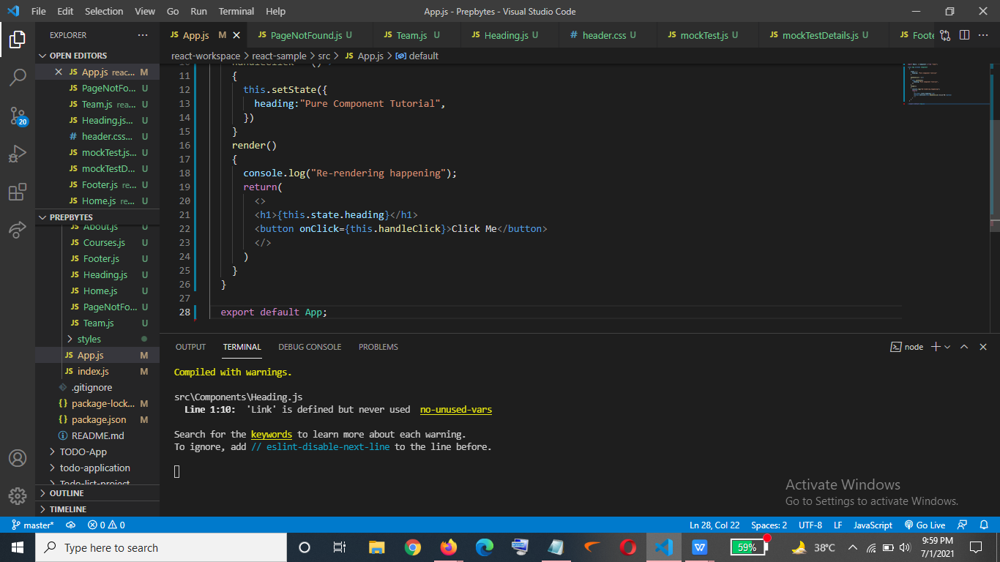 File Edit Selection View Go Run Terminal Help App.js - Prepbytes - Visual Studio Code
EXPLORER ···
JS App.js M × JS PageNotFound.js U JS Team.js U JS Heading.js U # header.css U JS mockTest.js U JS mockTestDetails.js U JS Foote ···
OPEN EDITORS
× JS App.js reac... M
JS PageNotFo... U
JS Team.js rea... U
JS Heading.js... U
# header.css... U
JS mockTest.js... U
JS mockTestD... U
JS Footer.js re... U
JS Home.js re... U
20
PREPBYTES
JS About.js U
JS Courses.js U
JS Footer.js U
JS Heading.js U
JS Home.js U
JS PageNotFo... U
JS Team.js U
styles
JS App.js M
JS index.js M
.gitignore
{} package-lock... M
{} package.json M
README.md
TODO-App
todo-application
Todo-list-project
OUTLINE
TIMELINE
react-workspace > react-sample > src > JS App.js > default
11 {
12 this.setState({
13 heading:"Pure Component Tutorial",
14 })
15 }
16 render()
17 {
18 console.log("Re-rendering happening");
19 return(
20 <>
21 <h1>{this.state.heading}</h1>
22 <button onClick={this.handleClick}>Click Me</button>
23 </>
24 )
25 }
26 }
27
28 export default App;
OUTPUT TERMINAL DEBUG CONSOLE PROBLEMS node
Compiled with warnings.
src\Components\Heading.js
Line 1:10: 'Link' is defined but never used no-unused-vars
Search for the keywords to learn more about each warning.
To ignore, add // eslint-disable-next-line to the line before.
Activate Windows
Go to Settings to activate Windows.
master* 0 0 Ln 28, Col 22 Spaces: 2 UTF-8 LF JavaScript Go Live
Type here to search 59% 38°C 9:59 PM
7/1/2021